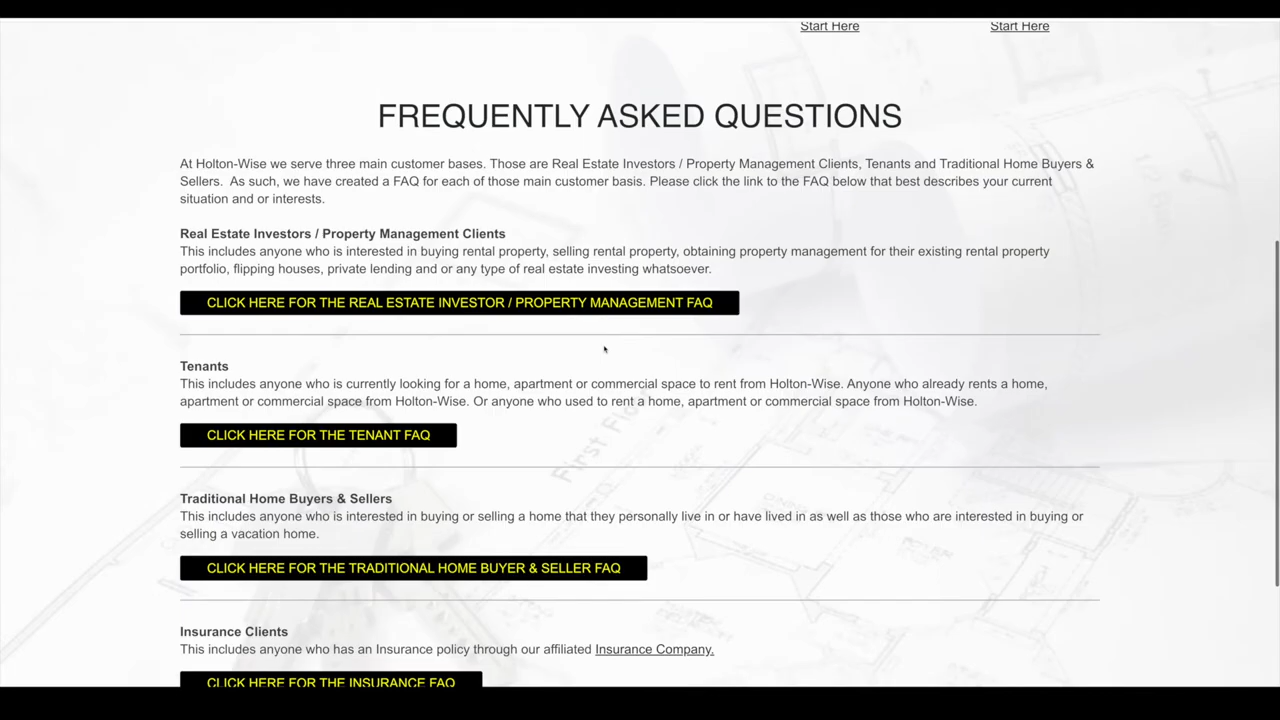 Start Here Start Here
FREQUENTLY ASKED QUESTIONS
At Holton-Wise we serve three main customer bases. Those are Real Estate Investors / Property Management Clients, Tenants and Traditional Home Buyers &
Sellers.  As such, we have created a FAQ for each of those main customer basis. Please click the link to the FAQ below that best describes your current
situation and or interests.
Real Estate Investors / Property Management Clients
This includes anyone who is interested in buying rental property, selling rental property, obtaining property management for their existing rental property
portfolio, flipping houses, private lending and or any type of real estate investing whatsoever.
CLICK HERE FOR THE REAL ESTATE INVESTOR / PROPERTY MANAGEMENT FAQ
Tenants
This includes anyone who is currently looking for a home, apartment or commercial space to rent from Holton-Wise. Anyone who already rents a home,
apartment or commercial space from Holton-Wise. Or anyone who used to rent a home, apartment or commercial space from Holton-Wise.
CLICK HERE FOR THE TENANT FAQ
First Flo
Traditional Home Buyers & Sellers
This includes anyone who is interested in buying or selling a home that they personally live in or have lived in as well as those who are interested in buying or
selling a vacation home.
CLICK HERE FOR THE TRADITIONAL HOME BUYER & SELLER FAQ
Insurance Clients
This includes anyone who has an Insurance policy through our affiliated Insurance Company.
CLICK HERE FOR THE INSURANCE FAQ